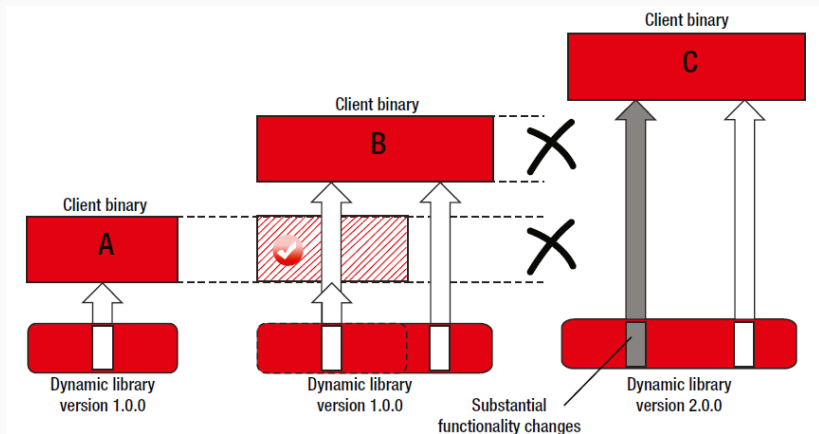 Client binary
C
Client binary
B
Client binary
A
Dynamic library
version 1.0.0
Dynamic library
version 1.0.0
Dynamic library
version 2.0.0
Substantial
functionality changes